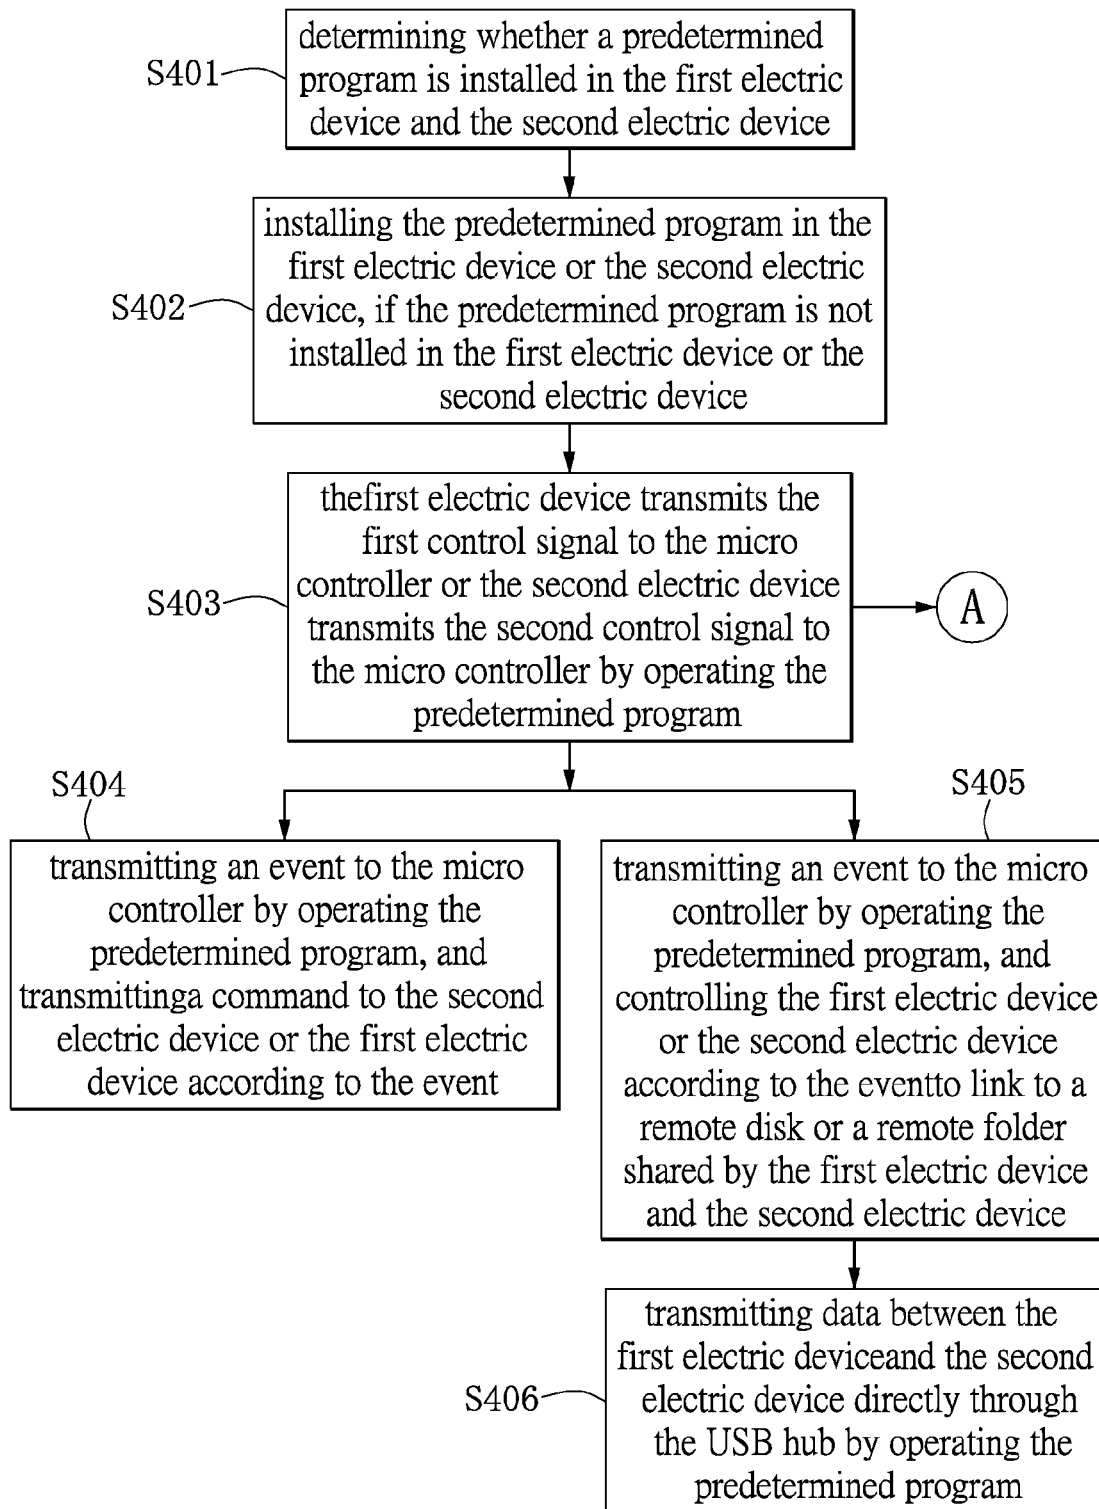 determining whether a predetermined
program is installed in the first electric
device and the second electric device
S401
installing the predetermined program in the
first electric device or the second electric
device, if the predetermined program is not
installed in the first electric device or the
second electric device
S402
thefirst electric device transmits the
first control signal to the micro
controller or the second electric device
transmits the second control signal to
the micro controller by operating the
predetermined program
S403
A
S404
transmitting an event to the micro
controller by operating the
predetermined program, and
transmittinga command to the second
electric device or the first electric
device according to the event
S405
transmitting an event to the micro
controller by operating the
predetermined program, and
controlling the first electric device
or the second electric device
according to the eventto link to a
remote disk or a remote folder
shared by the first electric device
and the second electric device
transmitting data between the
first electric deviceand the second
electric device directly through
the USB hub by operating the
predetermined program
S406